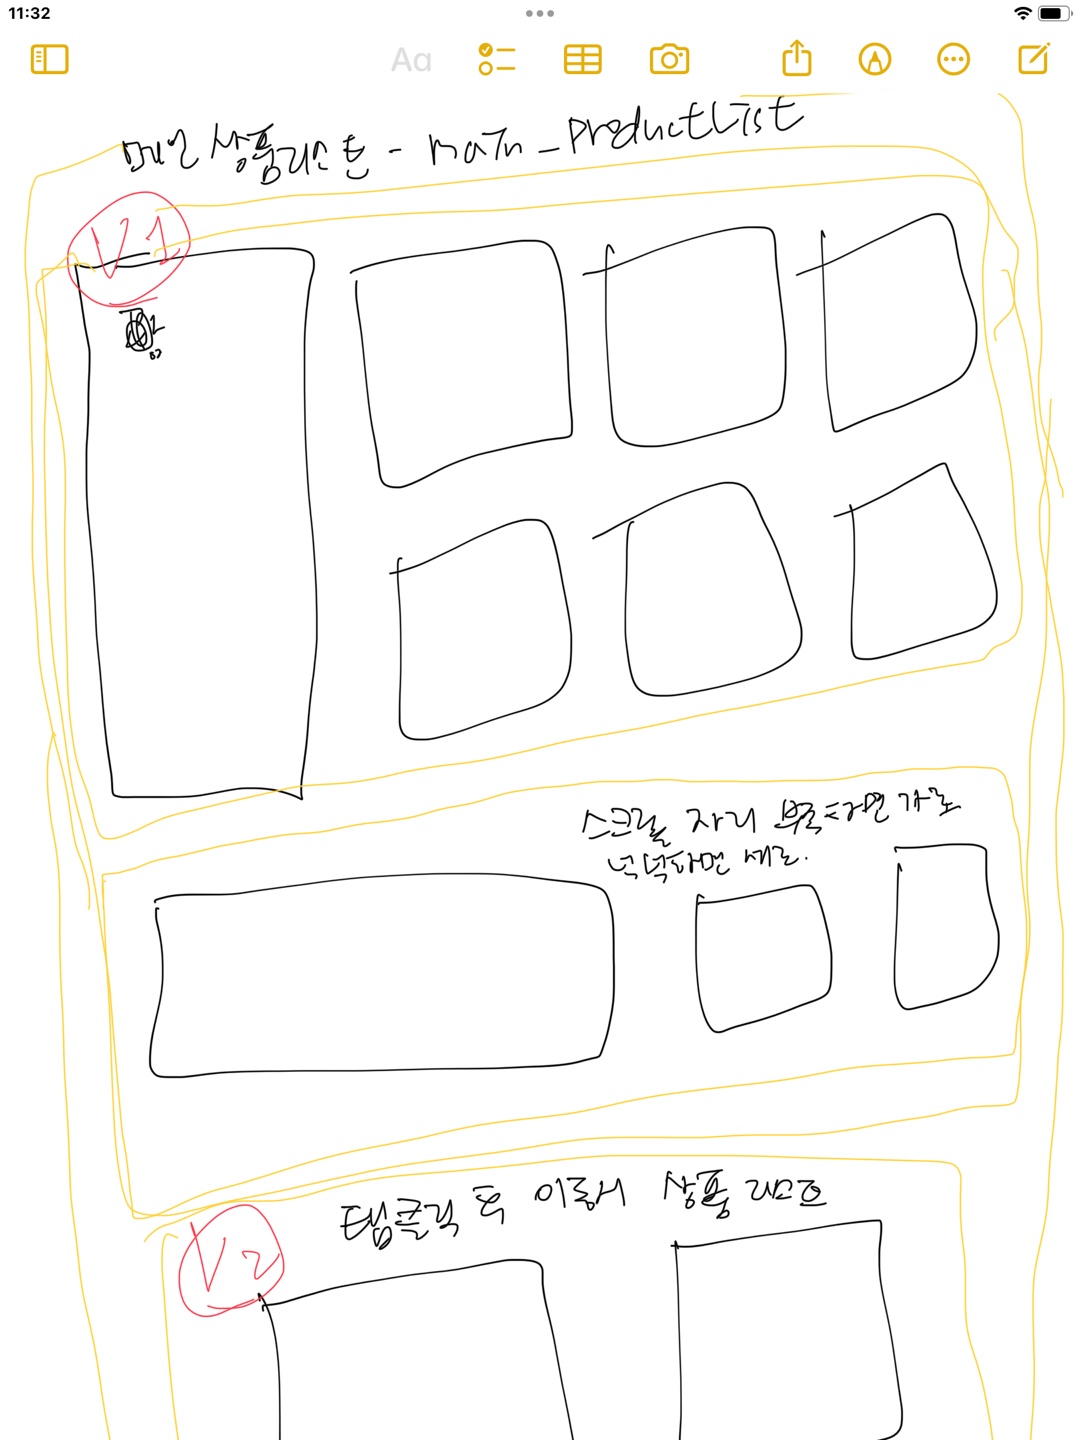 11:32
Aa
메인 상품리스트 - main_productList
V1
스크롤 자리 부족하면 가로
넉넉하면 세로.
탭클릭 후 이동시 상품 리스트
V2